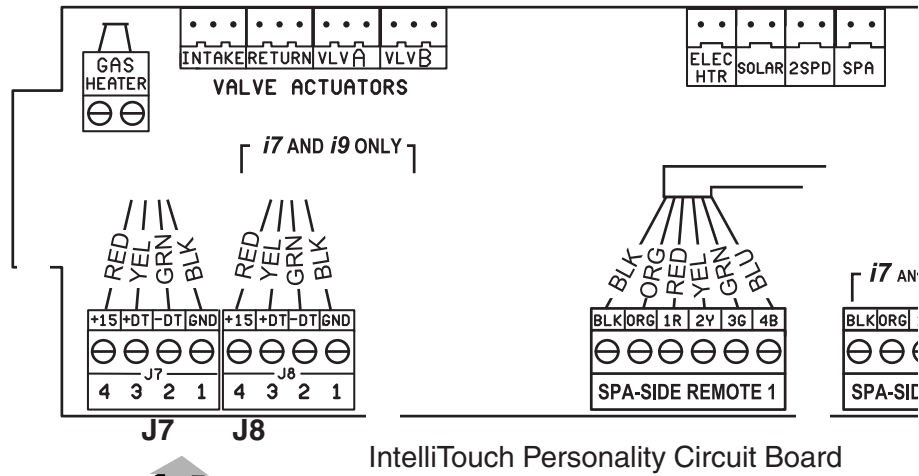 GAS HEATER
INTAKE RETURN VLVA VLVB
VALVE ACTUATORS
ELEC HTR SOLAR 2SPD SPA
i7 AND i9 ONLY
RED YEL GRN BLK
RED YEL GRN BLK
BLK ORG RED YEL GRN BLU
i7
+15 +DT -DT GND
+15 +DT -DT GND
BLK ORG 1R 2Y 3G 4B
BLK ORG
J7
4 3 2 1
J8
4 3 2 1
SPA-SIDE REMOTE 1
J7
J8
IntelliTouch Personality Circuit Board